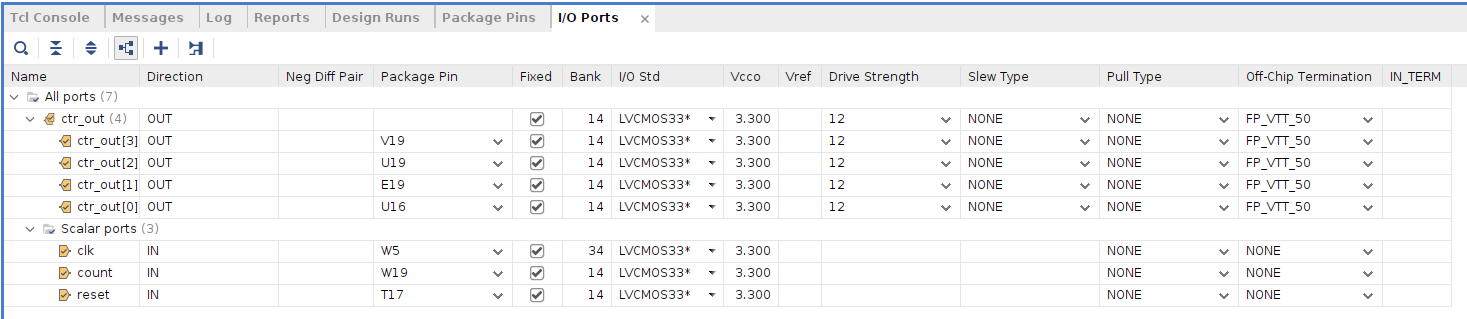 Tcl Console Messages Log Reports Design Runs Package Pins I/O Ports ×
Name Direction Neg Diff Pair Package Pin Fixed Bank I/O Std Vcco Vref Drive Strength Slew Type Pull Type Off-Chip Termination IN_TERM
All ports (7)
ctr_out (4) OUT 14 LVCMOS33* 3.300 12 NONE NONE FP_VTT_50
ctr_out[3] OUT V19 14 LVCMOS33* 3.300 12 NONE NONE FP_VTT_50
ctr_out[2] OUT U19 14 LVCMOS33* 3.300 12 NONE NONE FP_VTT_50
ctr_out[1] OUT E19 14 LVCMOS33* 3.300 12 NONE NONE FP_VTT_50
ctr_out[0] OUT U16 14 LVCMOS33* 3.300 12 NONE NONE FP_VTT_50
Scalar ports (3)
clk IN W5 34 LVCMOS33* 3.300 NONE NONE
count IN W19 14 LVCMOS33* 3.300 NONE NONE
reset IN T17 14 LVCMOS33* 3.300 NONE NONE